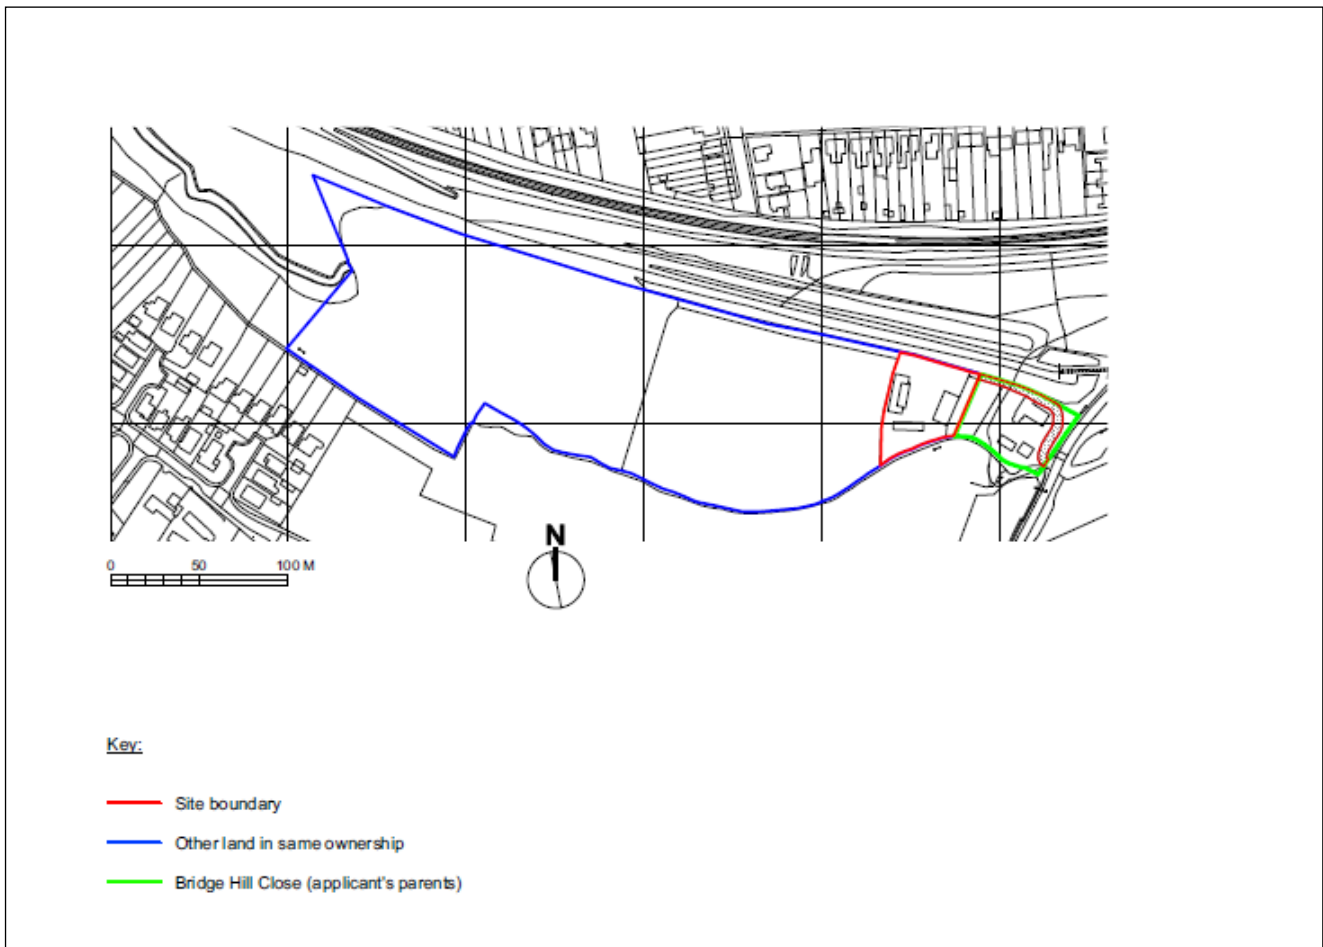 N
0 50 100 M
Key:
Site boundary
Other land in same ownership
Bridge Hill Close (applicant's parents)